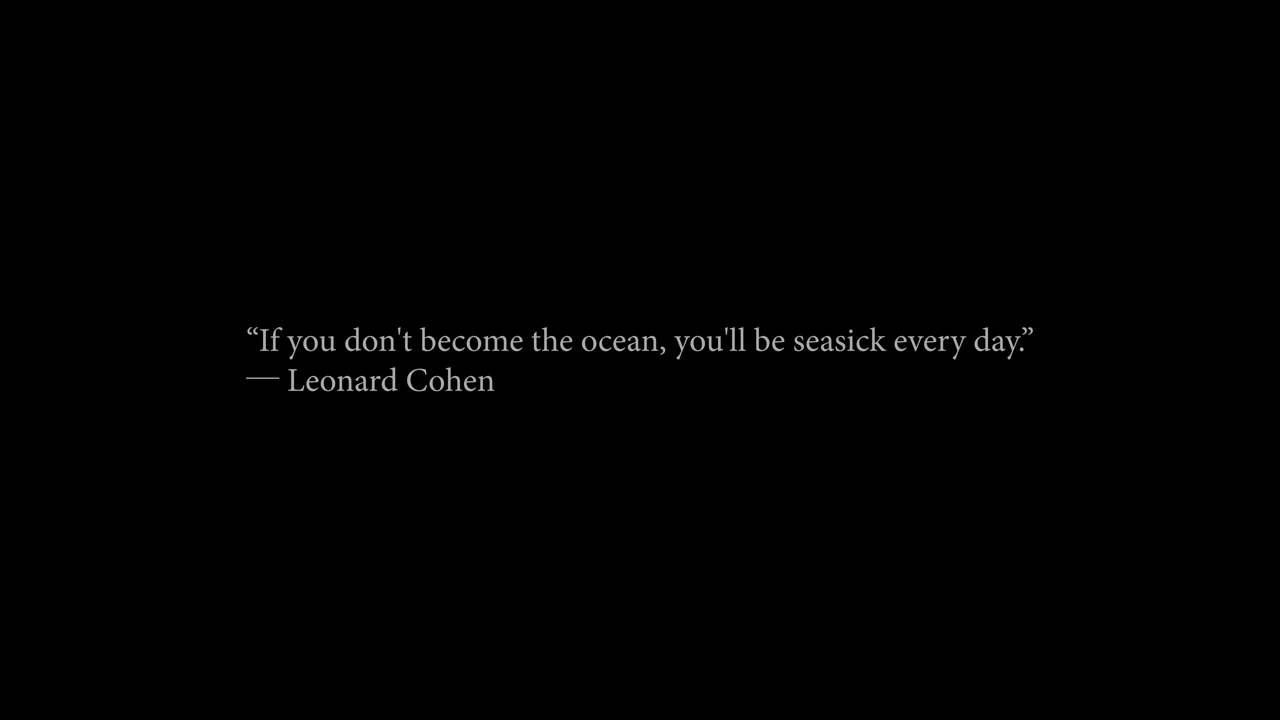 “If you don't become the ocean, you'll be seasick every day.”
— Leonard Cohen